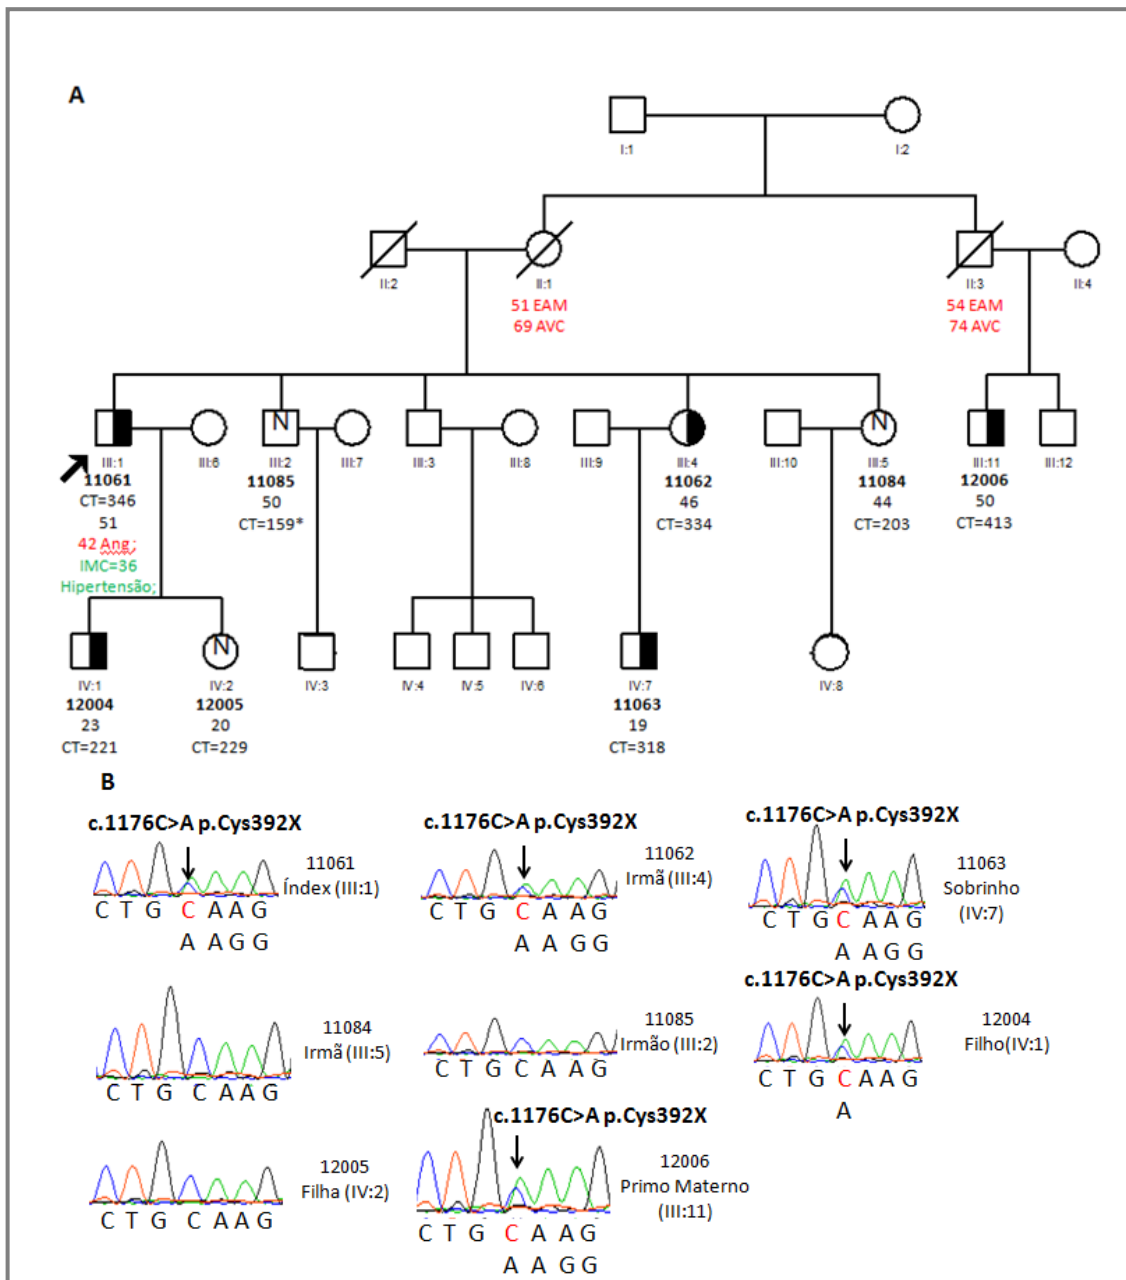 A
I:1
I:2
II:2
II:1
II:3
II:4
51 EAM
69 AVC
54 EAM
74 AVC
N
N
III:1
III:6
III:2
III:7
III:3
III:8
III:9
III:4
III:10
III:5
III:11
III:12
11061
11085
11062
11084
12006
CT=346
50
46
44
50
51
CT=159*
CT=334
CT=203
CT=413
42 Ang;
IMC=36
Hipertensão;
N
IV:1
IV:2
IV:3
IV:4
IV:5
IV:6
IV:7
IV:8
12004
12005
11063
23
20
19
CT=221
CT=229
CT=318
B
c.1176C>A p.Cys392X
11061
Índex (III:1)
C T G C A A G
A A G G
c.1176C>A p.Cys392X
11062
Irmã (III:4)
C T G C A A G
A A G G
c.1176C>A p.Cys392X
11063
Sobrinho
(IV:7)
C T G C A A G
A A G G
11084
Irmã (III:5)
C T G C A A G
11085
Irmão (III:2)
C T G C A A G
c.1176C>A p.Cys392X
12004
Filho(IV:1)
C T G C A A G
A
12005
Filha (IV:2)
C T G C A A G
c.1176C>A p.Cys392X
12006
Primo Materno
(III:11)
C T G C A A G
A A G G